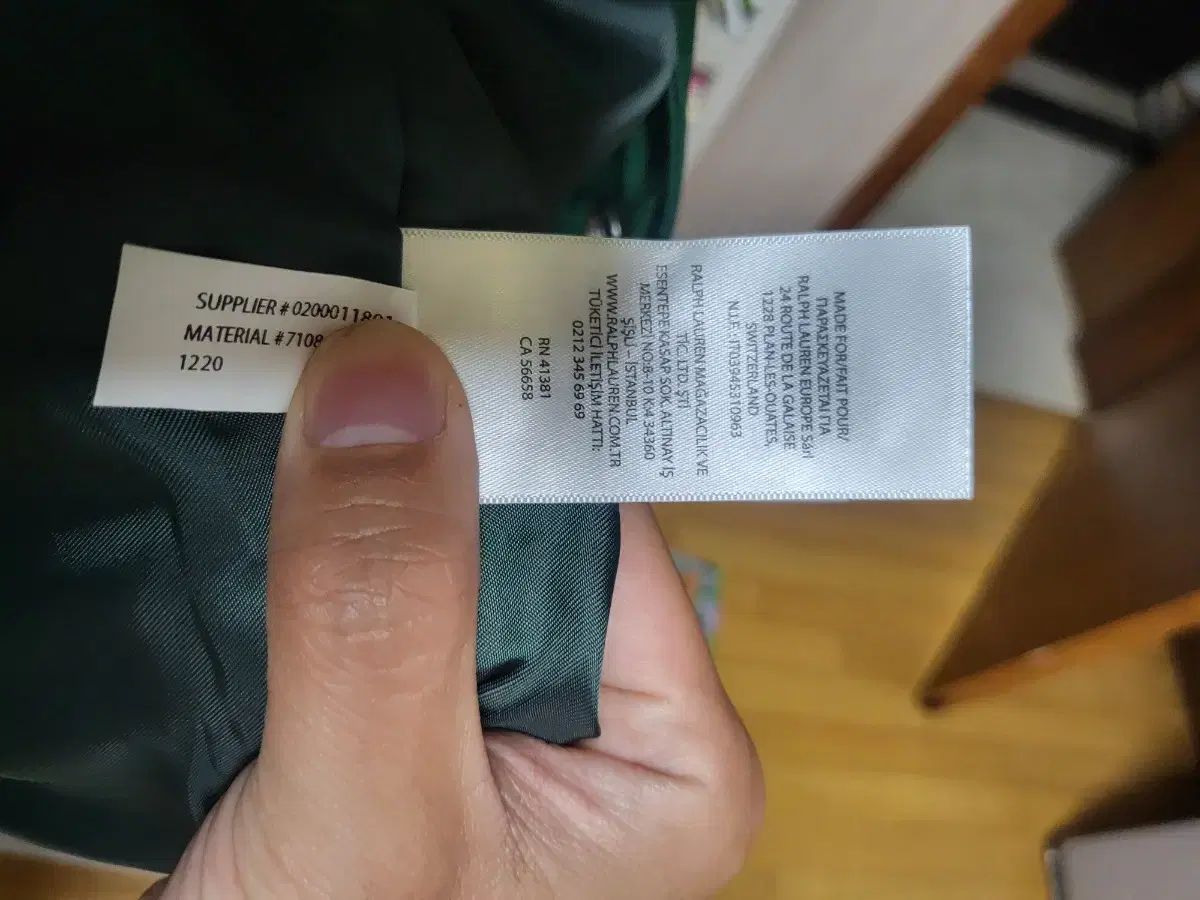 SUPPLIER # 02000118
MATERIAL #7108
1220
MADE FOR/FAIT POUR/
ΠΑΡΑΣΚΕΥΑΖΕΤΑΙ ΓΙΑ
RALPH LAUREN EUROPE Sàrl
24 ROUTE DE LA GALAISE
1228 PLAN-LES-OUATES,
SWITZERLAND
N.I.F.: IT03945310963
RALPH LAUREN MAĞAZACILIK VE
TİC.LTD.ŞTİ
ESENTEPE KASAP SOK. ALTINAY İŞ
MERKEZİ NO:8-10 K:4 34360
ŞİŞLİ – İSTANBUL
WWW.RALPHLAUREN.COM.TR
TÜKETİCİ İLETİŞİM HATTI:
0212 345 69 69
RN 41381
CA 56658